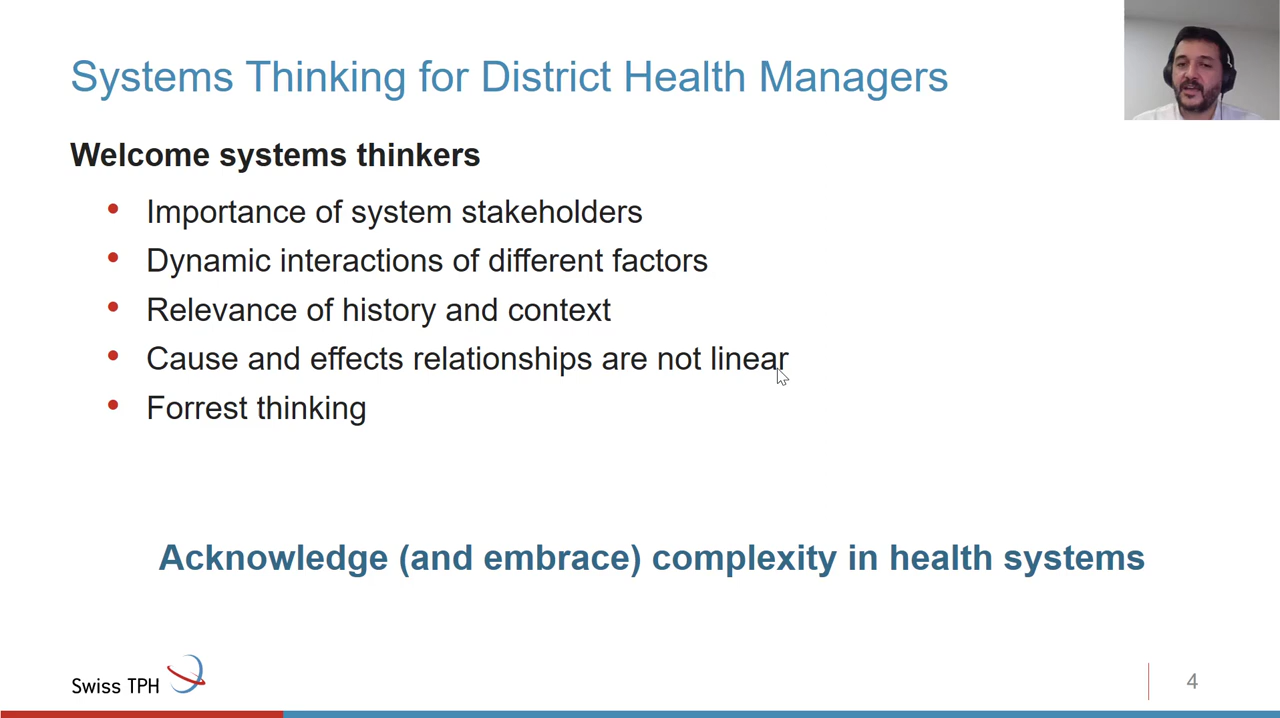 Systems Thinking for District Health Managers
Welcome systems thinkers
• Importance of system stakeholders
• Dynamic interactions of different factors
• Relevance of history and context
• Cause and effects relationships are not linear
• Forrest thinking
Acknowledge (and embrace) complexity in health systems
Swiss TPH
4